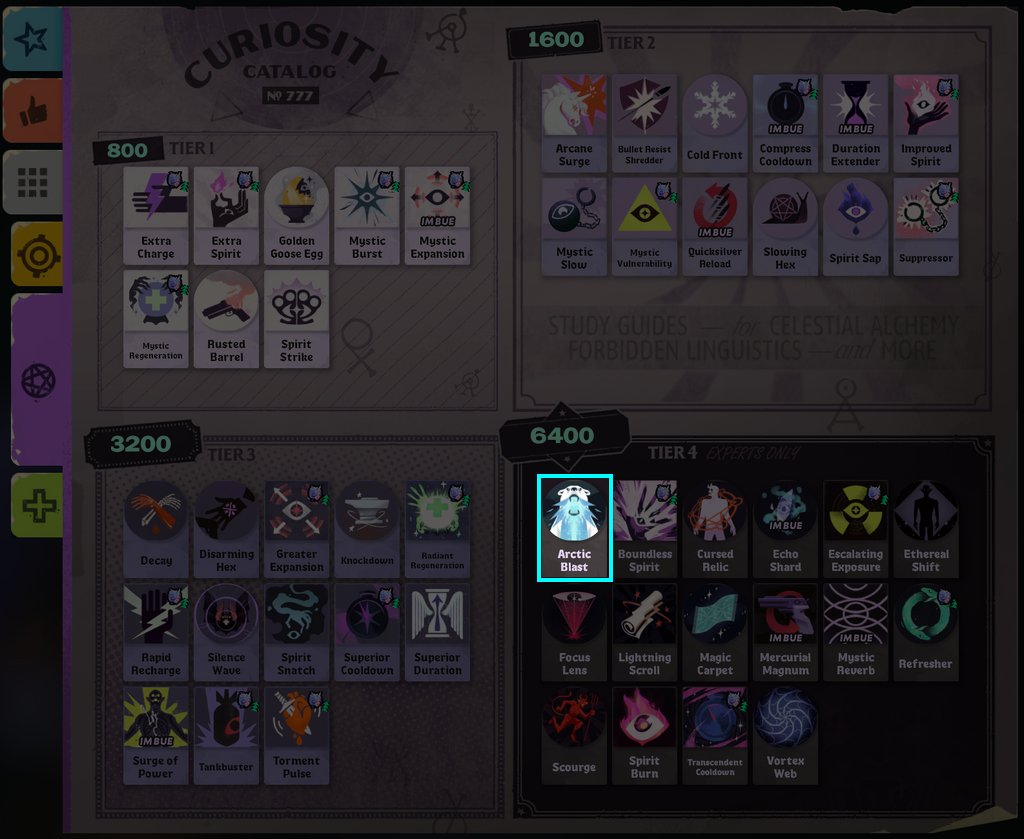 CURIOSITY
CATALOG
Nº 777
800 TIER 1
Extra Charge
Extra Spirit
Golden Goose Egg
Mystic Burst
IMBUE
Mystic Expansion
Mystic Regeneration
Rusted Barrel
Spirit Strike
1600 TIER 2
Arcane Surge
Bullet Resist Shredder
Cold Front
IMBUE
Compress Cooldown
IMBUE
Duration Extender
Improved Spirit
Mystic Slow
Mystic Vulnerability
IMBUE
Quicksilver Reload
Slowing Hex
Spirit Sap
Suppressor
STUDY GUIDES — for CELESTIAL ALCHEMY
FORBIDDEN LINGUISTICS — and MORE
3200 TIER 3
Decay
Disarming Hex
Greater Expansion
Knockdown
Radiant Regeneration
Rapid Recharge
Silence Wave
Spirit Snatch
Superior Cooldown
Superior Duration
IMBUE
Surge of Power
Tankbuster
Torment Pulse
6400 TIER 4 EXPERTS ONLY
Arctic Blast
Boundless Spirit
Cursed Relic
IMBUE
Echo Shard
Escalating Exposure
Ethereal Shift
Focus Lens
Lightning Scroll
Magic Carpet
IMBUE
Mercurial Magnum
IMBUE
Mystic Reverb
Refresher
Scourge
Spirit Burn
Transcendent Cooldown
Vortex Web